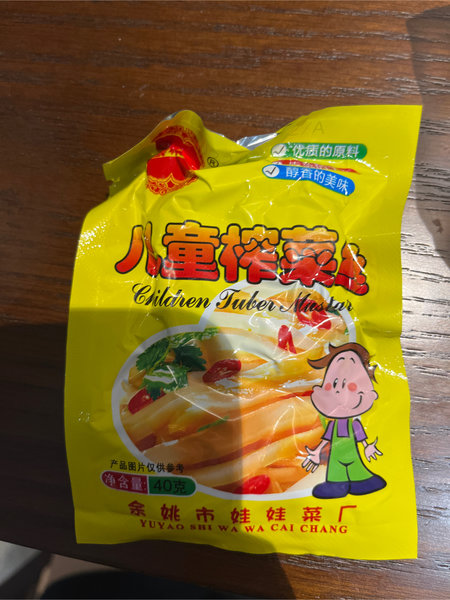 ®
优质的原料
醇香的美味
儿童榨菜丝
Children Tuber Mustar
产品图片仅供参考
净含量: 40克
余姚市娃娃菜厂
YUYAO SHI WA WA CAI CHANG